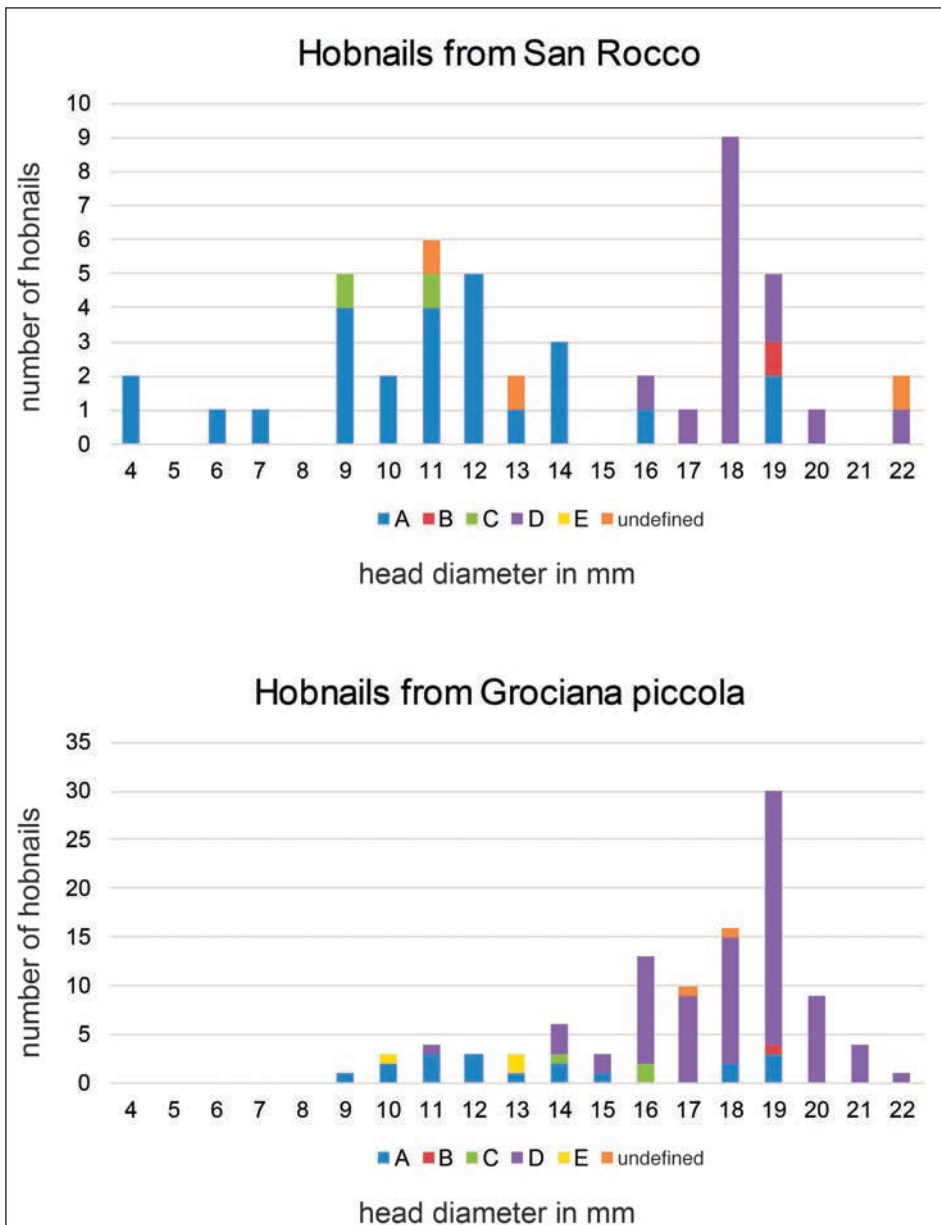 Hobnails from San Rocco
number of hobnails
10
9
8
7
6
5
4
3
2
1
0
4 5 6 7 8 9 10 11 12 13 14 15 16 17 18 19 20 21 22
A B C D E undefined
head diameter in mm
Hobnails from Grociana piccola
number of hobnails
35
30
25
20
15
10
5
0
4 5 6 7 8 9 10 11 12 13 14 15 16 17 18 19 20 21 22
A B C D E undefined
head diameter in mm